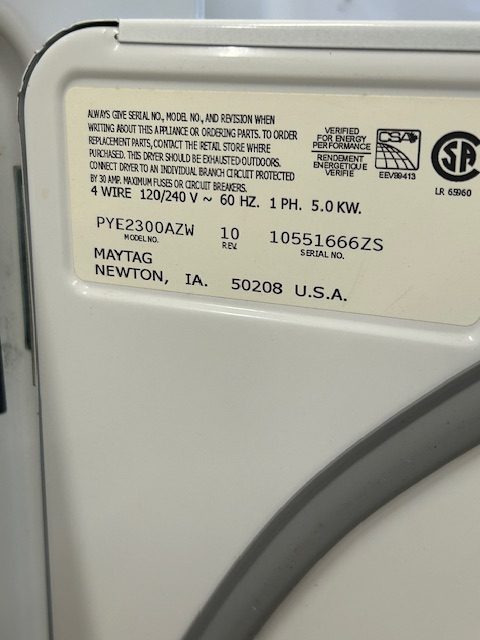 ALWAYS GIVE SERIAL NO., MODEL NO., AND REVISION WHEN
WRITING ABOUT THIS APPLIANCE OR ORDERING PARTS. TO ORDER
REPLACEMENT PARTS, CONTACT THE RETAIL STORE WHERE
PURCHASED. THIS DRYER SHOULD BE EXHAUSTED OUTDOORS.
CONNECT DRYER TO AN INDIVIDUAL BRANCH CIRCUIT PROTECTED
BY 30 AMP. MAXIMUM FUSES OR CIRCUIT BREAKERS.
4 WIRE 120/240 V ~ 60 HZ. 1 PH. 5.0 KW.
VERIFIED
FOR ENERGY
PERFORMANCE
RENDEMENT
ENERGETIQUE
VERIFIE
CSA
EEV89413
SA
LR 65960
PYE2300AZW 10 10551666ZS
MODEL NO. REV. SERIAL NO.
MAYTAG
NEWTON, IA. 50208 U.S.A.